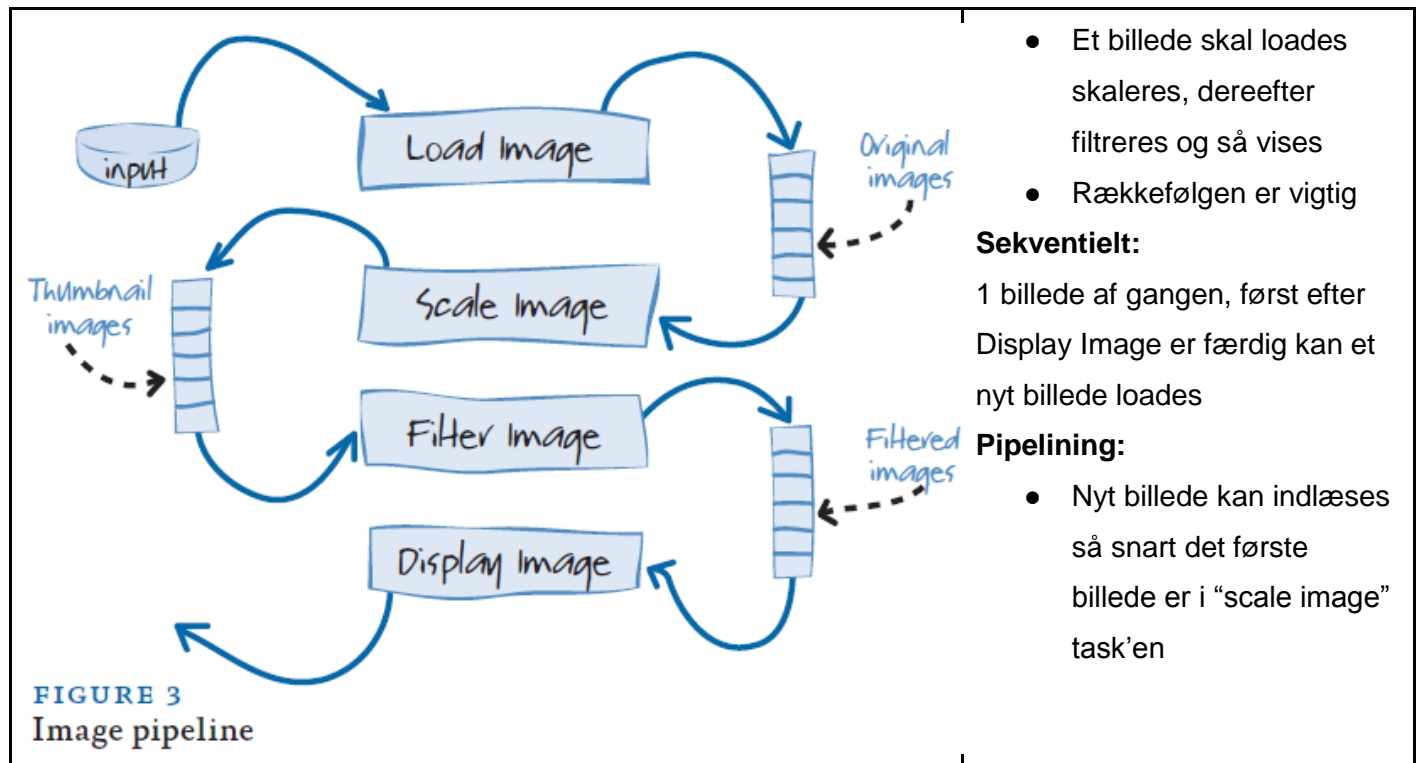 input
Load Image
Original
images
Thumbnail
images
Scale Image
Filter Image
Filtered
images
Display Image
FIGURE 3
Image pipeline
● Et billede skal loades
skaleres, dereefter
filtreres og så vises
● Rækkefølgen er vigtig
Sekventielt:
1 billede af gangen, først efter
Display Image er færdig kan et
nyt billede loades
Pipelining:
● Nyt billede kan indlæses
så snart det første
billede er i “scale image”
task’en